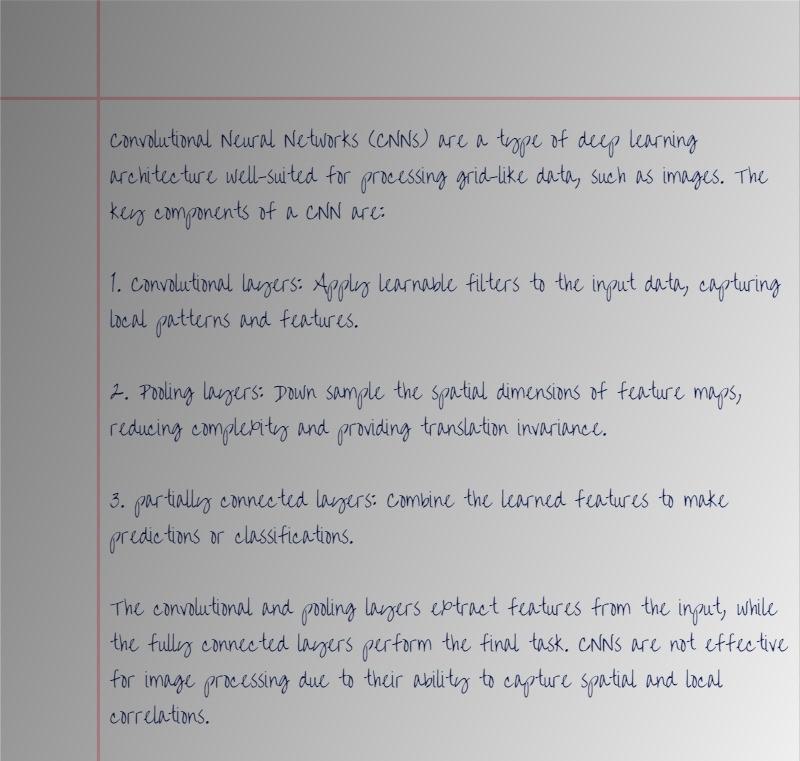 Convolutional Neural Networks (CNNs) are a type of deep learning
architecture well-suited for processing grid-like data, such as images. The
key components of a CNN are:
1. Convolutional layers: Apply learnable filters to the input data, capturing
local patterns and features.
2. Pooling layers: Down sample the spatial dimensions of feature maps,
reducing complexity and providing translation invariance.
3. partially connected layers: Combine the learned features to make
predictions or classifications.
The convolutional and pooling layers extract features from the input, while
the fully connected layers perform the final task. CNNs are not effective
for image processing due to their ability to capture spatial and local
correlations.